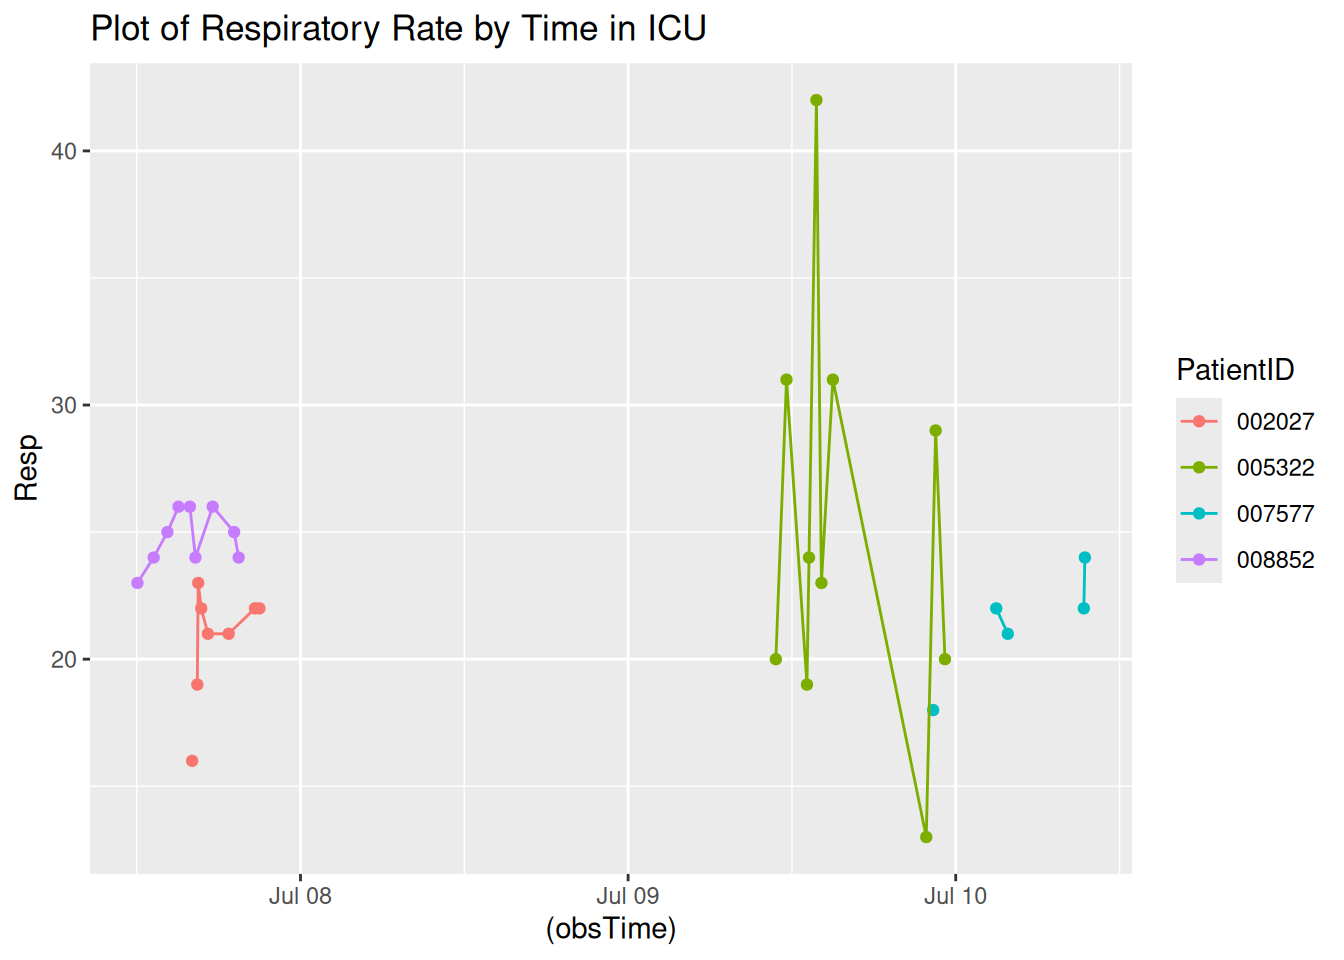 Plot of Respiratory Rate by Time in ICU
40
30
20
Resp
Jul 08
Jul 09
Jul 10
(obsTime)
PatientID
002027
005322
007577
008852